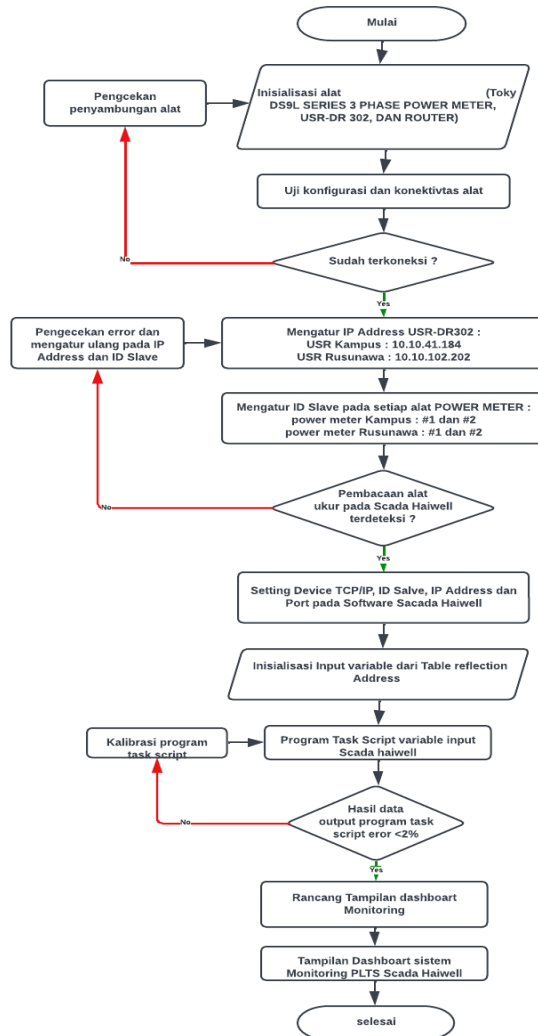 Mulai
Inisialisasi alat (Toky
DS9L SERIES 3 PHASE POWER METER,
USR-DR 302, DAN ROUTER)
Pengcekan
penyambungan alat
Uji konfigurasi dan konektivtas alat
Sudah terkoneksi ?
No
Yes
Pengecekan error dan
mengatur ulang pada IP
Address dan ID Slave
Mengatur IP Address USR-DR302 :
USR Kampus : 10.10.41.184
USR Rusunawa : 10.10.102.202
Mengatur ID Slave pada setiap alat POWER METER :
power meter Kampus : #1 dan #2
power meter Rusunawa : #1 dan #2
Pembacaan alat
ukur pada Scada Haiwell
terdeteksi ?
No
Yes
Setting Device TCP/IP, ID Salve, IP Address dan
Port pada Software Sacada Haiwell
Inisialisasi Input variable dari Table reflection
Address
Kalibrasi program
task script
Program Task Script variable input
Scada haiwell
Hasil data
output program task
script eror <2%
No
Yes
Rancang Tampilan dashboart
Monitoring
Tampilan Dashboart sistem
Monitoring PLTS Scada Haiwell
selesai